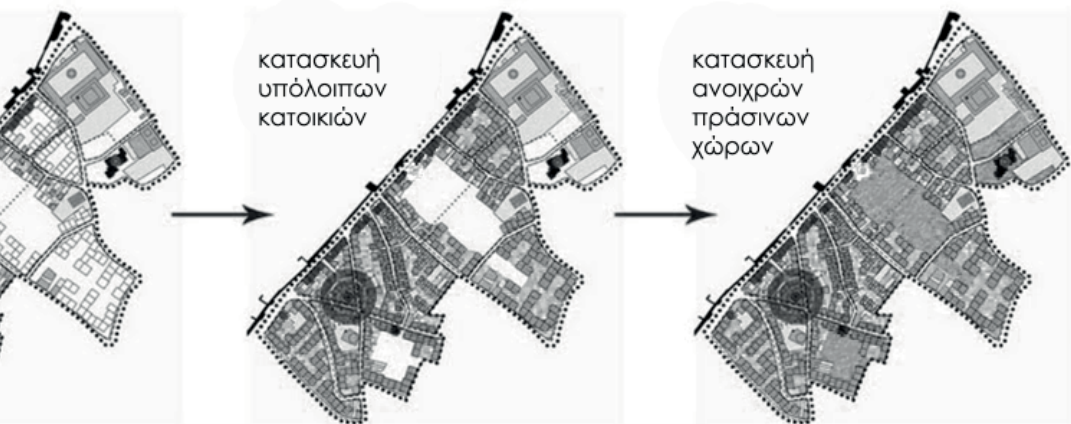 κατασκευή
υπόλοιπων
κατοικιών
κατασκευή
ανοιχρών
πράσινων
χώρων